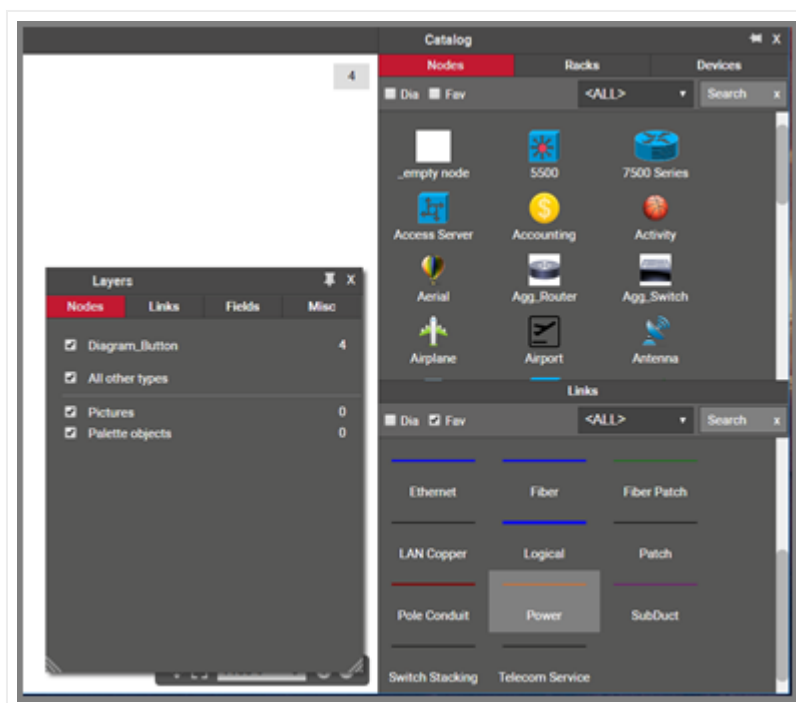 Catalog X
Nodes Racks Devices
4
Dia Fav <ALL> Search x
_empty node 5500 7500 Series
Access Server Accounting Activity
Aerial Agg_Router Agg_Switch
Airplane Airport Antenna
Layers X
Nodes Links Fields Misc
Diagram_Button 4
All other types
Pictures 0
Palette objects 0
Links
Dia Fav <ALL> Search x
Ethernet Fiber Fiber Patch
LAN Copper Logical Patch
Pole Conduit Power SubDuct
Switch Stacking Telecom Service